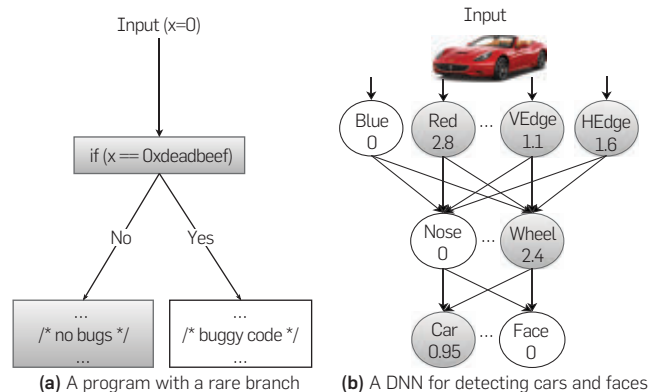 Input (x=0)
if (x == 0xdeadbeef)
No
Yes
...
/* no bugs */
...
...
/* buggy code */
...
(a) A program with a rare branch
Input
Blue
0
Red
2.8
...
VEdge
1.1
HEdge
1.6
Nose
0
...
Wheel
2.4
Car
0.95
...
Face
0
(b) A DNN for detecting cars and faces